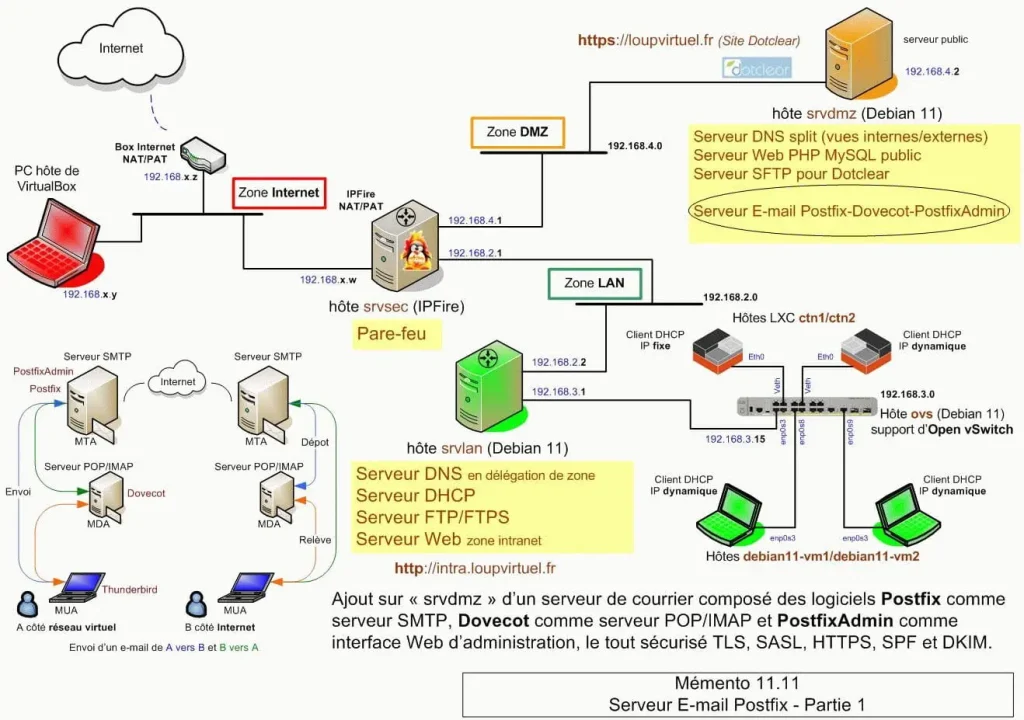 Internet
Box Internet
NAT/PAT
192.168.x.z
PC hôte de
VirtualBox
192.168.x.y
Zone Internet
IPFire
NAT/PAT
192.168.x.w
192.168.4.1
192.168.2.1
hôte srvsec (IPFire)
Pare-feu
Zone DMZ
192.168.4.0
https://loupvirtuel.fr (Site Dotclear)
dotclear
serveur public
192.168.4.2
hôte srvdmz (Debian 11)
Serveur DNS split (vues internes/externes)
Serveur Web PHP MySQL public
Serveur SFTP pour Dotclear
Serveur E-mail Postfix-Dovecot-PostfixAdmin
Zone LAN
192.168.2.0
192.168.2.2
192.168.3.1
hôte srvlan (Debian 11)
Serveur DNS en délégation de zone
Serveur DHCP
Serveur FTP/FTPS
Serveur Web zone intranet
http://intra.loupvirtuel.fr
Hôtes LXC ctn1/ctn2
Client DHCP
IP fixe
Client DHCP
IP dynamique
Eth0
Eth0
Veth
Veth
192.168.3.0
Hôte ovs (Debian 11)
support d'Open vSwitch
192.168.3.15
enp0s3
enp0s8
enp0s9
Client DHCP
IP dynamique
Client DHCP
IP dynamique
enp0s3
enp0s3
Hôtes debian11-vm1/debian11-vm2
Serveur SMTP
Serveur SMTP
PostfixAdmin
Postfix
Internet
MTA
MTA
Dépot
Serveur POP/IMAP
Serveur POP/IMAP
Envoi
Dovecot
MDA
MDA
Relève
Thunderbird
MUA
MUA
A côté réseau virtuel
B côté Internet
Envoi d'un e-mail de A vers B et B vers A
Ajout sur « srvdmz » d'un serveur de courrier composé des logiciels Postfix comme
serveur SMTP, Dovecot comme serveur POP/IMAP et PostfixAdmin comme
interface Web d'administration, le tout sécurisé TLS, SASL, HTTPS, SPF et DKIM.
Mémento 11.11
Serveur E-mail Postfix - Partie 1